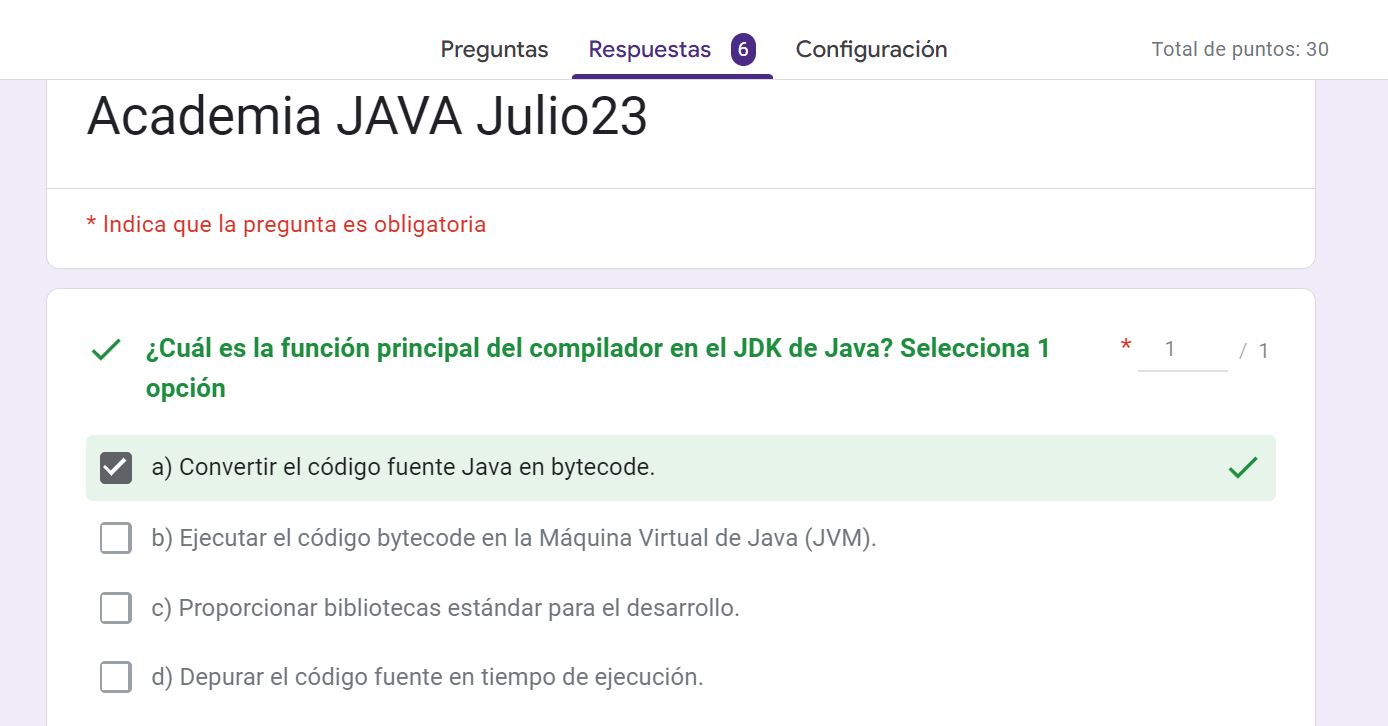 Preguntas Respuestas 6 Configuración Total de puntos: 30
Academia JAVA Julio23
* Indica que la pregunta es obligatoria
¿Cuál es la función principal del compilador en el JDK de Java? Selecciona 1 * 1 / 1
opción
a) Convertir el código fuente Java en bytecode.
b) Ejecutar el código bytecode en la Máquina Virtual de Java (JVM).
c) Proporcionar bibliotecas estándar para el desarrollo.
d) Depurar el código fuente en tiempo de ejecución.